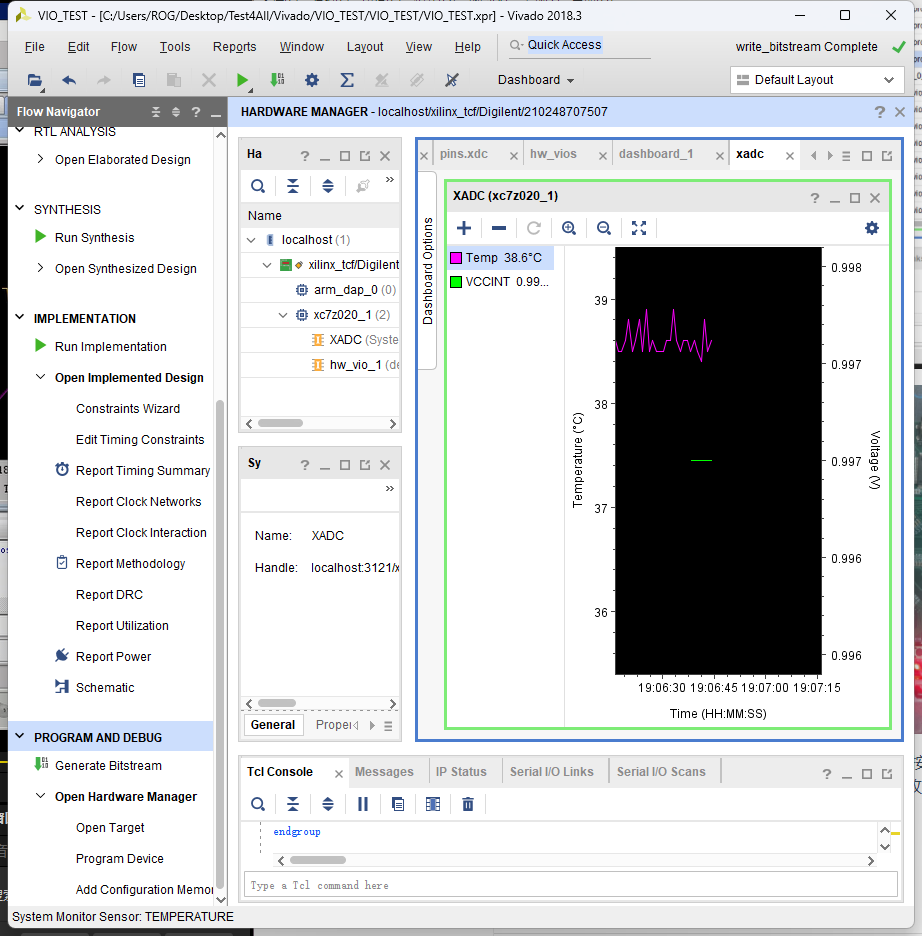 VIO_TEST - [C:/Users/ROG/Desktop/Test4All/Vivado/VIO_TEST/VIO_TEST/VIO_TEST.xpr] - Vivado 2018.3
File Edit Flow Tools Reports Window Layout View Help Quick Access write_bitstream Complete
Dashboard Default Layout
Flow Navigator
RTL ANALYSIS
Open Elaborated Design
SYNTHESIS
Run Synthesis
Open Synthesized Design
IMPLEMENTATION
Run Implementation
Open Implemented Design
Constraints Wizard
Edit Timing Constraints
Report Timing Summary
Report Clock Networks
Report Clock Interaction
Report Methodology
Report DRC
Report Utilization
Report Power
Schematic
PROGRAM AND DEBUG
Generate Bitstream
Open Hardware Manager
Open Target
Program Device
Add Configuration Memor
HARDWARE MANAGER - localhost/xilinx_tcf/Digilent/210248707507
Ha
Name
localhost (1)
xilinx_tcf/Digilent
arm_dap_0 (0)
xc7z020_1 (2)
XADC (Syste
hw_vio_1 (de
Sy
Name: XADC
Handle: localhost:3121/x
General Proper
pins.xdc hw_vios dashboard_1 xadc
Dashboard Options
XADC (xc7z020_1)
Temp 38.6°C
VCCINT 0.99...
Temperature (°C)
39
38
37
36
0.998
0.997
0.997
0.996
0.996
Voltage (V)
19:06:30 19:06:45 19:07:00 19:07:15
Time (HH:MM:SS)
Tcl Console Messages IP Status Serial I/O Links Serial I/O Scans
endgroup
Type a Tcl command here
System Monitor Sensor: TEMPERATURE